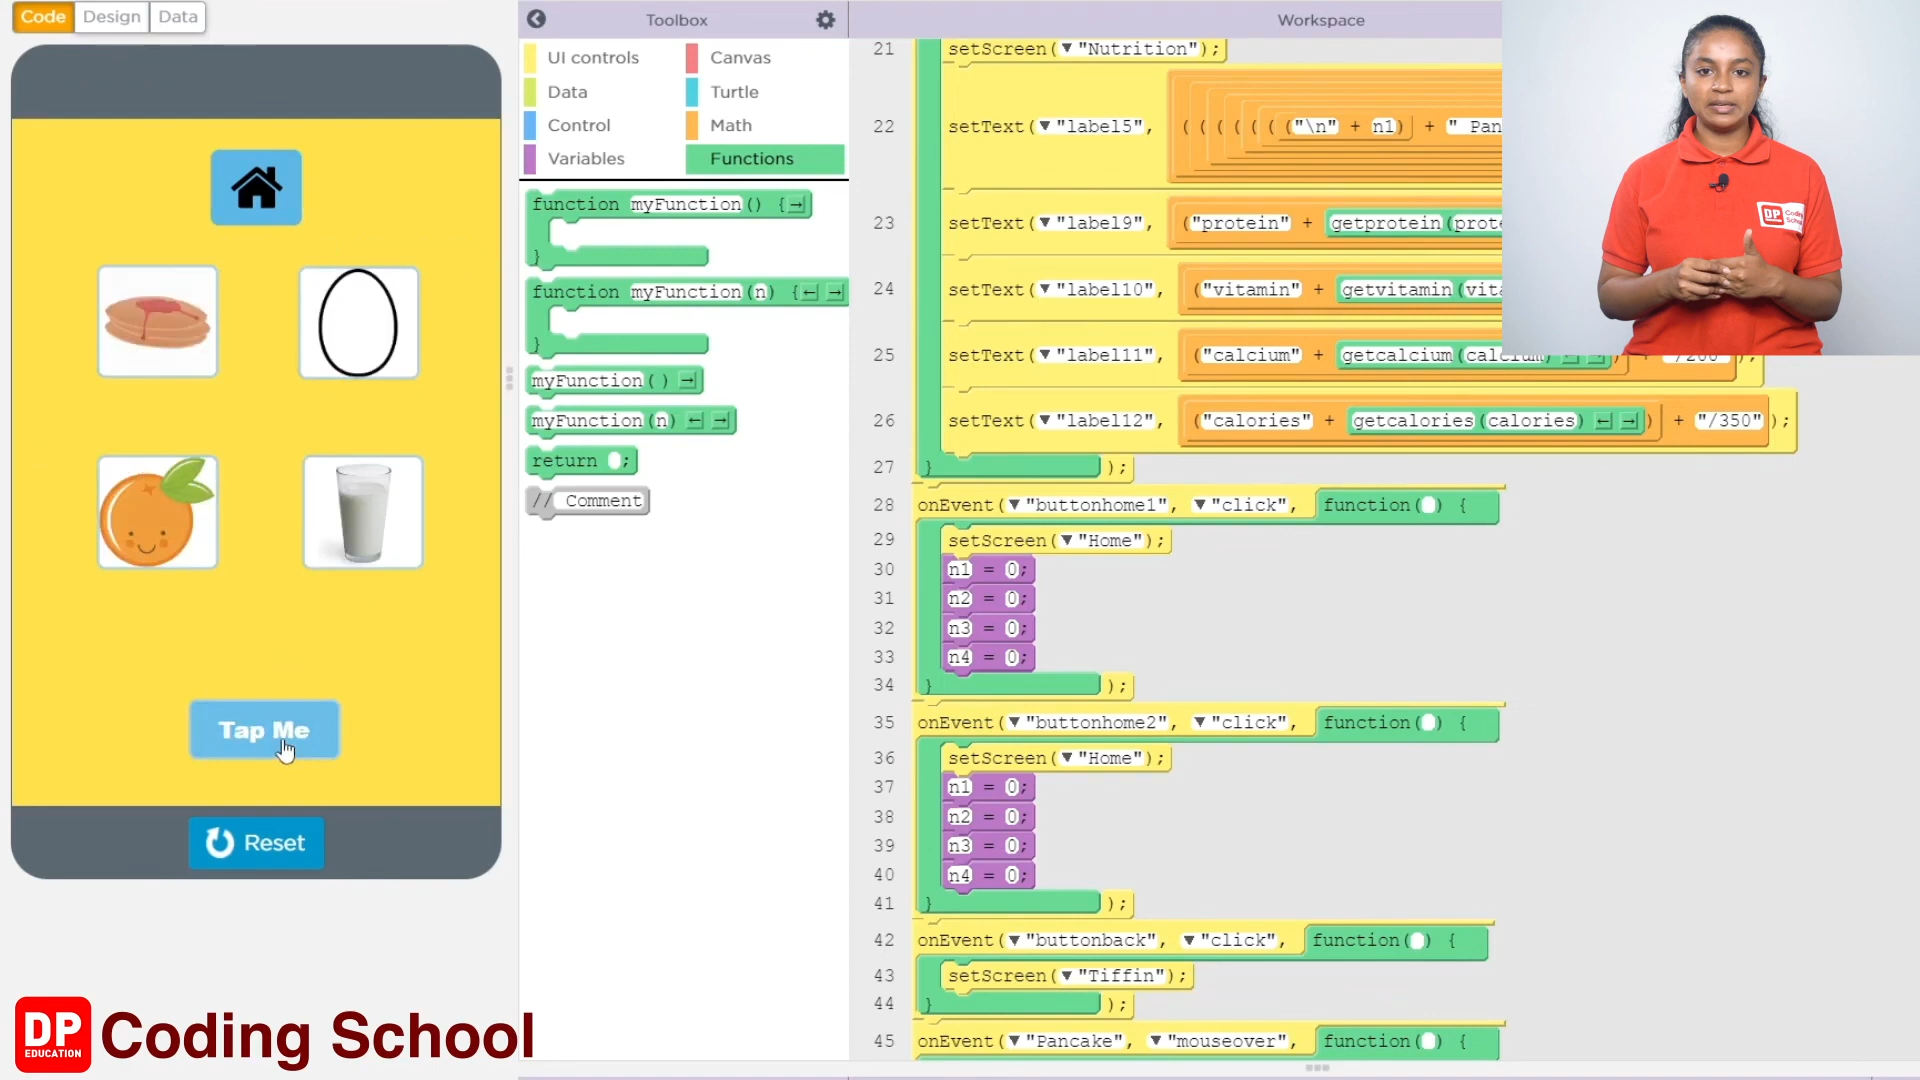 Code Design Data
Toolbox
Workspace
UI controls
Canvas
Data
Turtle
Control
Math
Variables
Functions
function myFunction() {→
}
function myFunction(n) {← →
}
myFunction() →
myFunction(n) ← →
return ;
// Comment
Tap Me
Reset
21 setScreen(▼"Nutrition");
22 setText(▼"label5", (((((((("\n" + n1) + " Pan
23 setText(▼"label9", ("protein" + getprotein(prote
24 setText(▼"label10", ("vitamin" + getvitamin(vita
25 setText(▼"label11", ("calcium" + getcalcium(calcium) ← →) + "/200");
26 setText(▼"label12", ("calories" + getcalories(calories) ← →) + "/350");
27 } );
28 onEvent(▼"buttonhome1", ▼"click", function() {
29 setScreen(▼"Home");
30 n1 = 0;
31 n2 = 0;
32 n3 = 0;
33 n4 = 0;
34 } );
35 onEvent(▼"buttonhome2", ▼"click", function() {
36 setScreen(▼"Home");
37 n1 = 0;
38 n2 = 0;
39 n3 = 0;
40 n4 = 0;
41 } );
42 onEvent(▼"buttonback", ▼"click", function() {
43 setScreen(▼"Tiffin");
44 } );
45 onEvent(▼"Pancake", ▼"mouseover", function() {
DP Coding School
DP EDUCATION Coding School